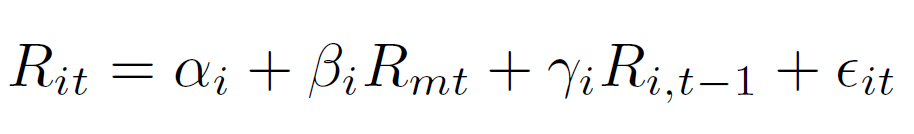 R_{it} = α_i + β_i R_{mt} + γ_i R_{i,t−1} + ϵ_{it}